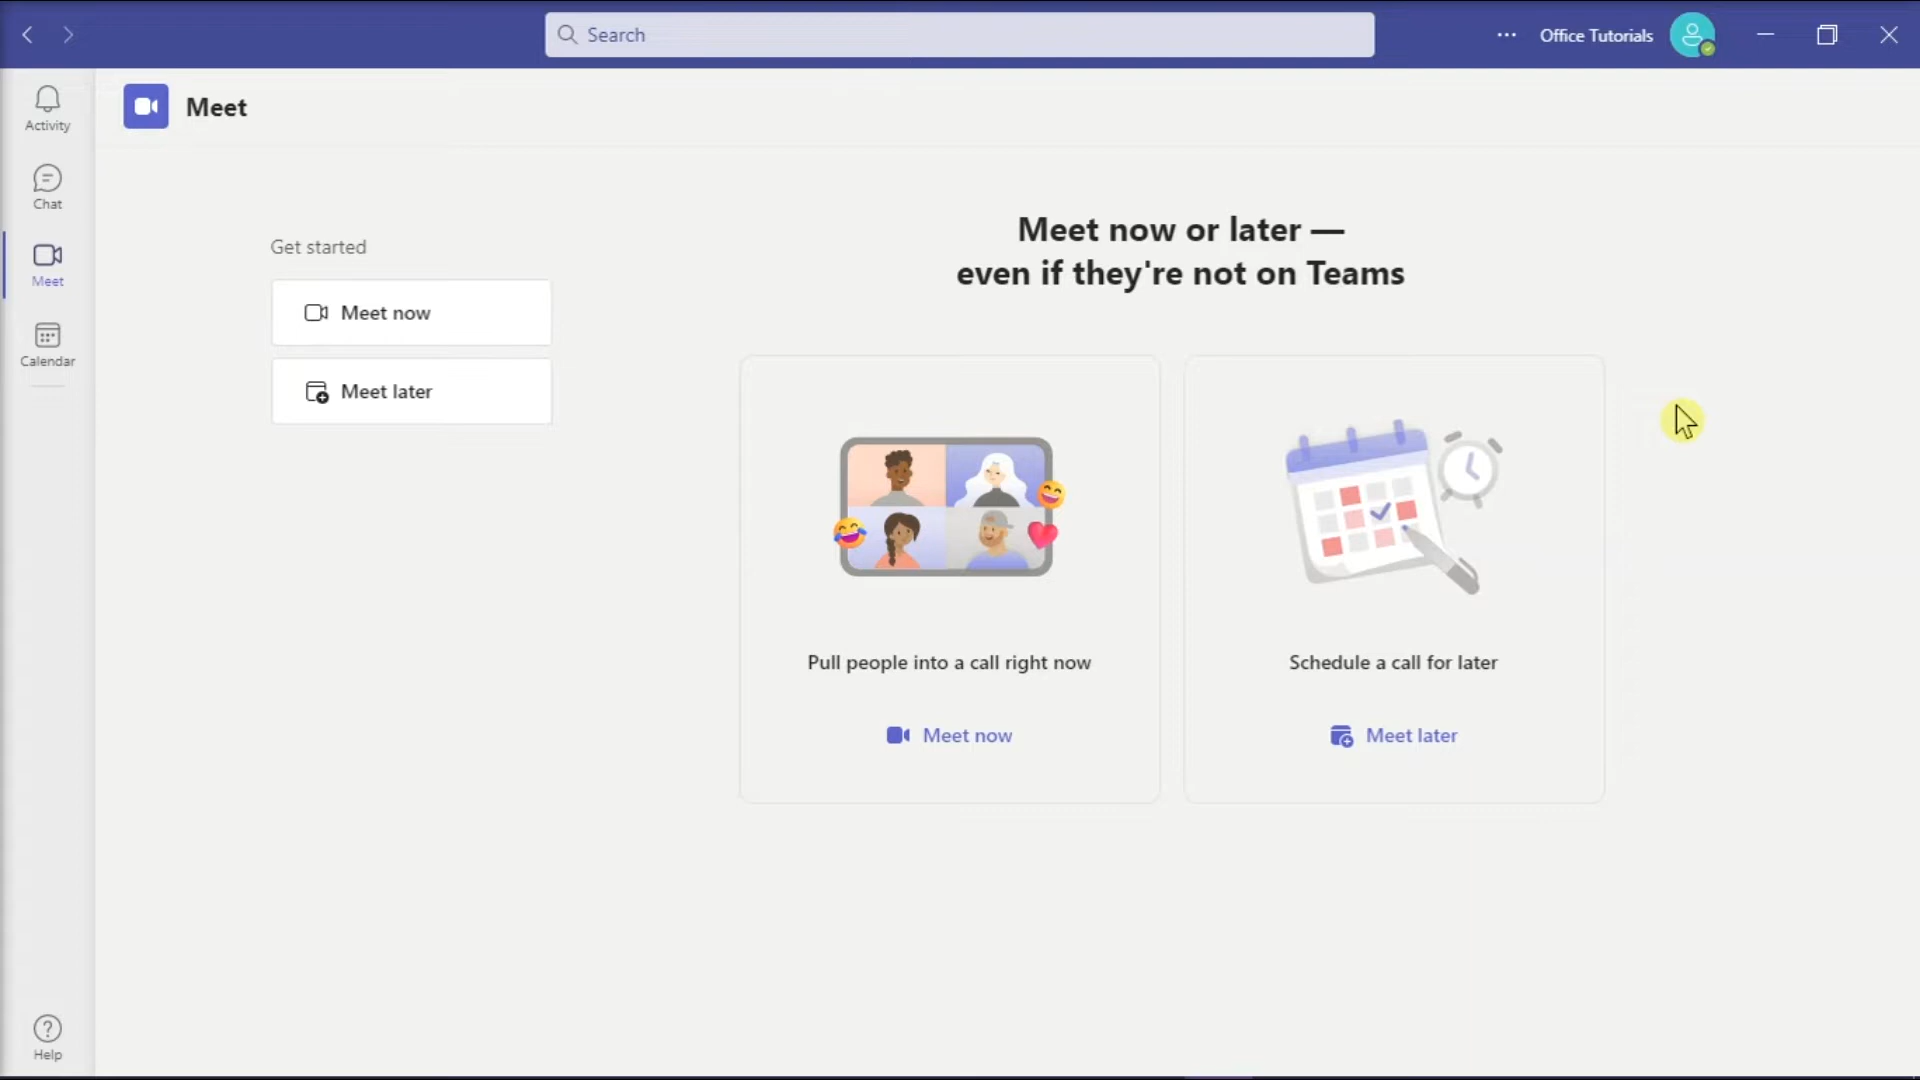 Search
Office Tutorials
Activity
Chat
Meet
Calendar
Help
Meet
Get started
Meet now
Meet later
Meet now or later —
even if they're not on Teams
Pull people into a call right now
Meet now
Schedule a call for later
Meet later